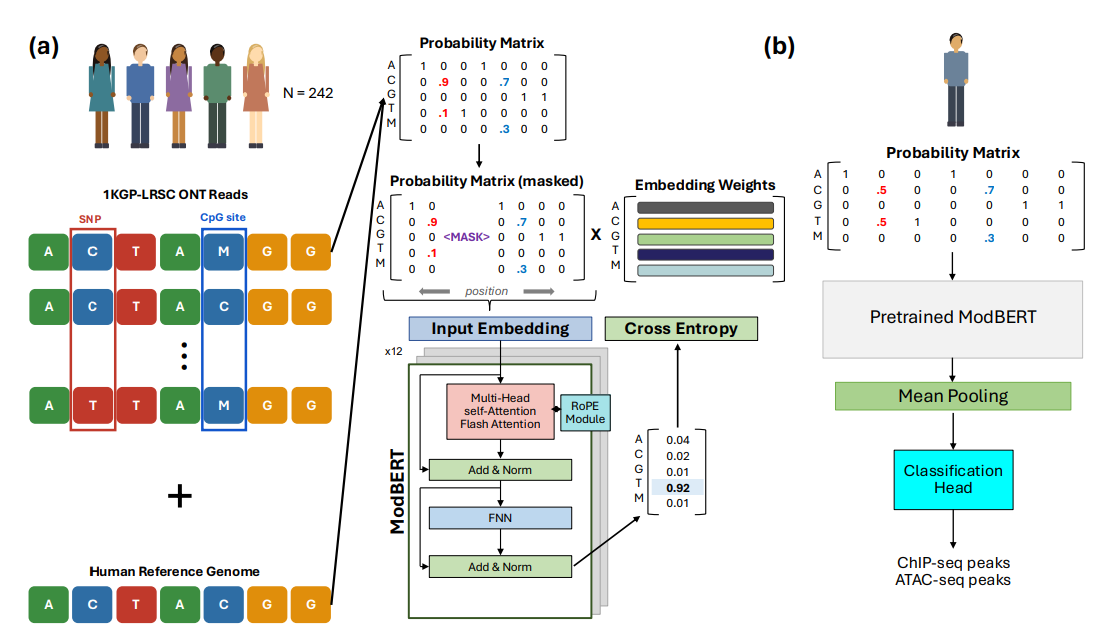 (a)
N = 242
1KGP-LRSC ONT Reads
SNP
CpG site
A C T A M G G
A C T A C G G
A T T A M G G
+
Human Reference Genome
A C T A C G G
Probability Matrix
A 1 0 0 1 0 0 0
C 0 .9 0 0 .7 0 0
G 0 0 0 0 0 1 1
T 0 .1 1 0 0 0 0
M 0 0 0 0 .3 0 0
Probability Matrix (masked)
A 1 0 1 0 0 0
C 0 .9 0 .7 0 0
G 0 0 <MASK> 0 0 1 1
T 0 .1 0 0 0 0
M 0 0 0 .3 0 0
position
X
Embedding Weights
A
C
G
T
M
Input Embedding
Cross Entropy
x12
ModBERT
Multi-Head
self-Attention
Flash Attention
RoPE
Module
Add & Norm
FNN
Add & Norm
A 0.04
C 0.02
G 0.01
T 0.92
M 0.01
(b)
Probability Matrix
A 1 0 0 1 0 0 0
C 0 .5 0 0 .7 0 0
G 0 0 0 0 0 1 1
T 0 .5 1 0 0 0 0
M 0 0 0 0 .3 0 0
Pretrained ModBERT
Mean Pooling
Classification
Head
ChIP-seq peaks
ATAC-seq peaks